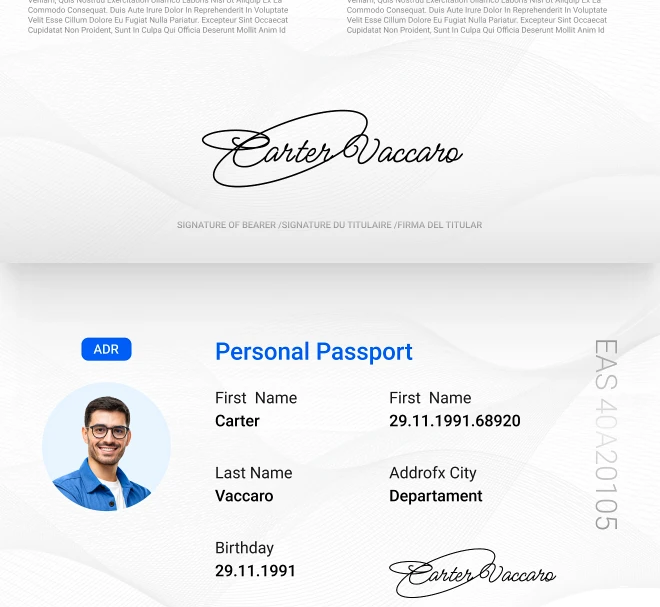 Veniam, Quis Nostrud Exercitation Ullamco Laboris Nisi Ut Aliquip Ex Ea
Commodo Consequat. Duis Aute Irure Dolor In Reprehenderit In Voluptate
Velit Esse Cillum Dolore Eu Fugiat Nulla Pariatur. Excepteur Sint Occaecat
Cupidatat Non Proident, Sunt In Culpa Qui Officia Deserunt Mollit Anim Id
Veniam, Quis Nostrud Exercitation Ullamco Laboris Nisi Ut Aliquip Ex Ea
Commodo Consequat. Duis Aute Irure Dolor In Reprehenderit In Voluptate
Velit Esse Cillum Dolore Eu Fugiat Nulla Pariatur. Excepteur Sint Occaecat
Cupidatat Non Proident, Sunt In Culpa Qui Officia Deserunt Mollit Anim Id
Carter Vaccaro
SIGNATURE OF BEARER /SIGNATURE DU TITULAIRE /FIRMA DEL TITULAR
ADR
Personal Passport
First Name
Carter
First Name
29.11.1991.68920
Last Name
Vaccaro
Addrofx City
Departament
Birthday
29.11.1991
Carter Vaccaro
EAS 40A20105